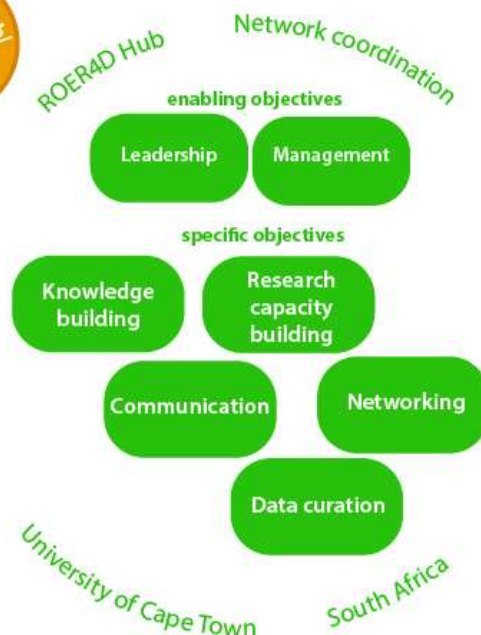 ROER4D Hub
Network coordination
enabling objectives
Leadership
Management
specific objectives
Knowledge
building
Research
capacity
building
Communication
Networking
Data curation
University of Cape Town
South Africa